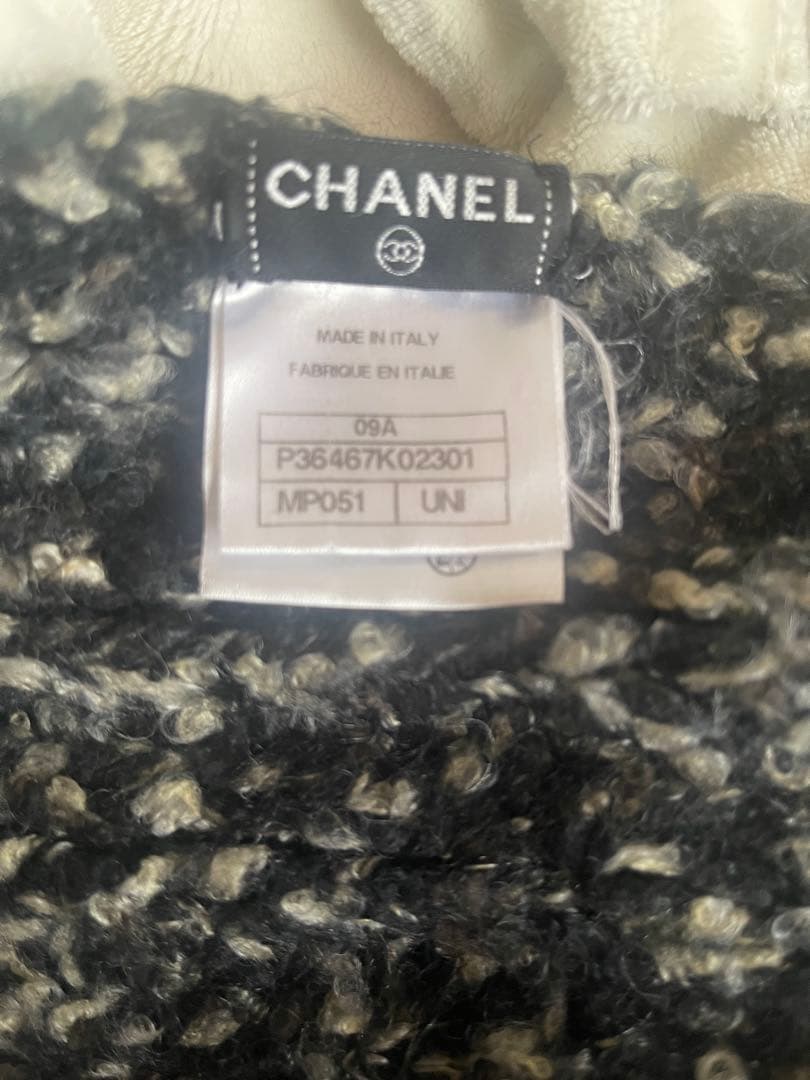 CHANEL
MADE IN ITALY
FABRIQUE EN ITALIE
09A
P36467K02301
MP051 UNI